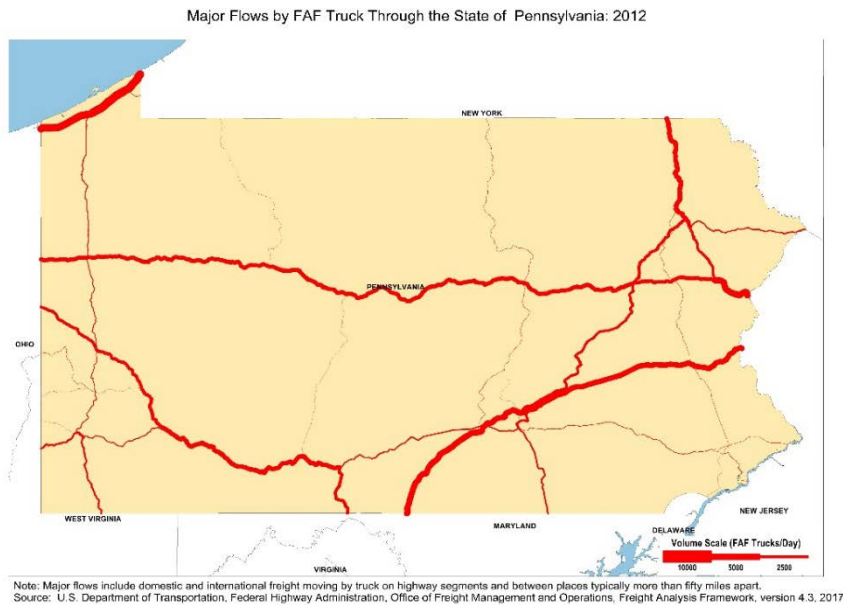 Major Flows by FAF Truck Through the State of Pennsylvania: 2012
NEW YORK
PENNSYLVANIA
OHIO
WEST VIRGINIA
MARYLAND
DELAWARE
NEW JERSEY
VIRGINIA
Volume Scale (FAF Trucks/Day)
10000 5000 2500
Note: Major flows include domestic and international freight moving by truck on highway segments and between places typically more than fifty miles apart.
Source: U.S. Department of Transportation, Federal Highway Administration, Office of Freight Management and Operations, Freight Analysis Framework, version 4.3, 2017